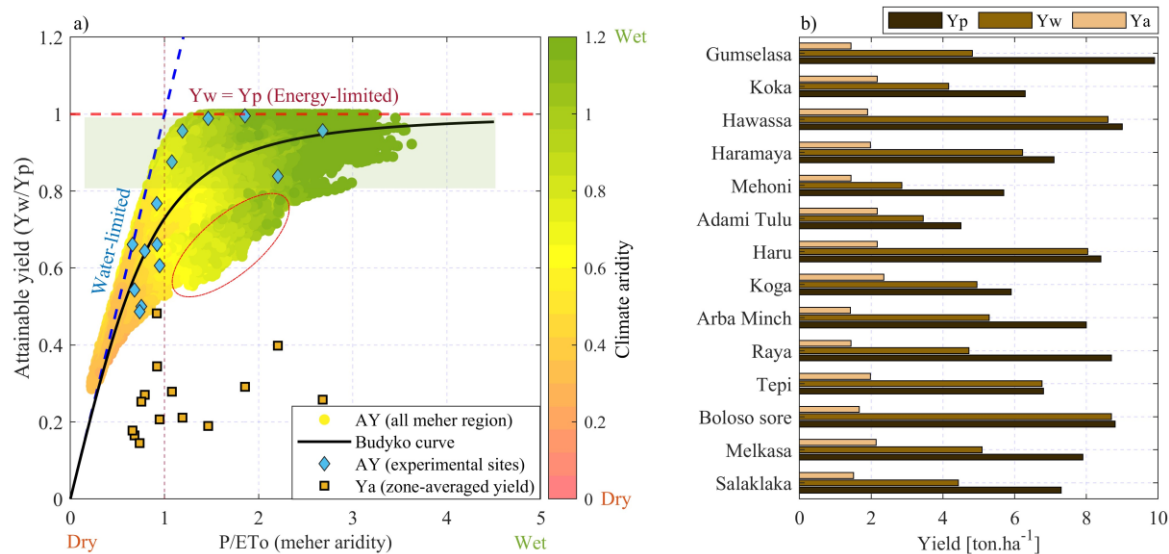 a)
1.2
1
0.8
0.6
0.4
0.2
0
Attainable yield (Yw/Yp)
Yw = Yp (Energy-limited)
Water-limited
AY (all meher region)
Budyko curve
AY (experimental sites)
Ya (zone-averaged yield)
0 1 2 3 4 5
Dry P/ETo (meher aridity) Wet
1.2 Wet
1
0.8
0.6
0.4
0.2
0 Dry
Climate aridity
b)
Yp Yw Ya
Gumselasa
Koka
Hawassa
Haramaya
Mehoni
Adami Tulu
Haru
Koga
Arba Minch
Raya
Tepi
Boloso sore
Melkasa
Salaklaka
0 2 4 6 8 10
Yield [ton.ha⁻¹]